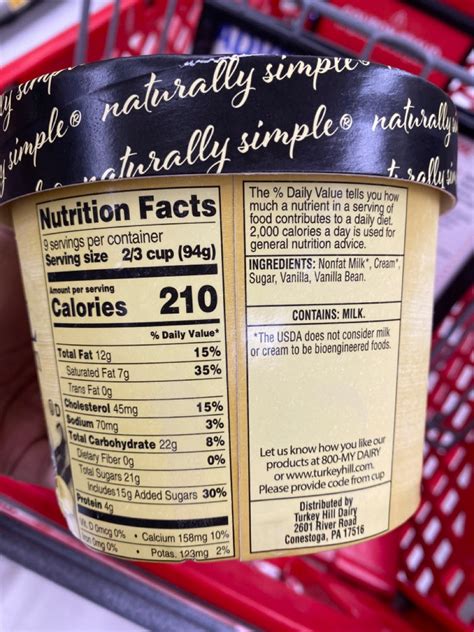 simple
naturally simple
simple® naturally simple® naturally
Nutrition Facts
9 servings per container
Serving size 2/3 cup (94g)
Amount per serving
Calories 210
% Daily Value*
Total Fat 12g 15%
Saturated Fat 7g 35%
Trans Fat 0g
Cholesterol 45mg 15%
Sodium 70mg 3%
Total Carbohydrate 22g 8%
Dietary Fiber 0g 0%
Total Sugars 21g
Includes 15g Added Sugars 30%
Protein 4g
Vit. D 0mcg 0% • Calcium 158mg 10%
Iron 0mg 0% • Potas. 123mg 2%
The % Daily Value tells you how
much a nutrient in a serving of
food contributes to a daily diet.
2,000 calories a day is used for
general nutrition advice.
INGREDIENTS: Nonfat Milk*, Cream*,
Sugar, Vanilla, Vanilla Bean.
CONTAINS: MILK.
*The USDA does not consider milk
or cream to be bioengineered foods.
Let us know how you like our
products at 800-MY DAIRY
or www.turkeyhill.com.
Please provide code from cup
Distributed by
Turkey Hill Dairy
2601 River Road
Conestoga, PA 17516